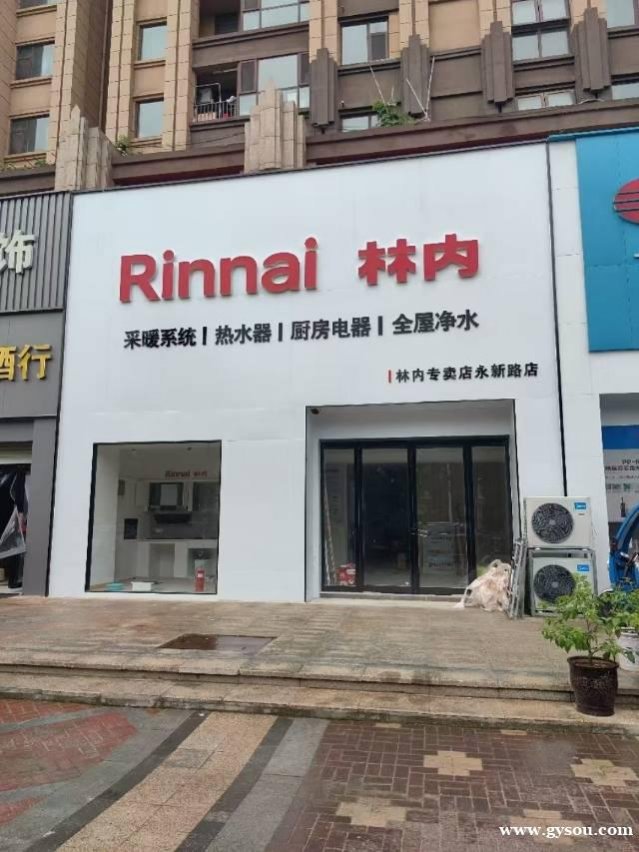 Rinnai 林内
采暖系统 | 热水器 | 厨房电器 | 全屋净水
| 林内专卖店永新路店
饰
酒行
Rinnai 林内
www.gysou.com